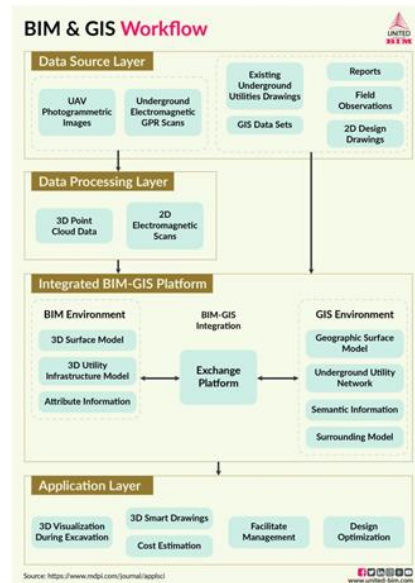 BIM & GIS Workflow
UNITED
BIM
Data Source Layer
UAV
Photogrammetric
Images
Underground
Electromagnetic
GPR Scans
Existing
Underground
Utilities Drawings
GIS Data Sets
Reports
Field
Observations
2D Design
Drawings
Data Processing Layer
3D Point
Cloud Data
2D
Electromagnetic
Scans
Integrated BIM-GIS Platform
BIM Environment
3D Surface Model
3D Utility
Infrastructure Model
Attribute Information
BIM-GIS
Integration
Exchange
Platform
GIS Environment
Geographic Surface
Model
Underground Utility
Network
Semantic Information
Surrounding Model
Application Layer
3D Visualization
During Excavation
3D Smart Drawings
Cost Estimation
Facilitate
Management
Design
Optimization
Source: https://www.mdpi.com/journal/applsci
www.united-bim.com